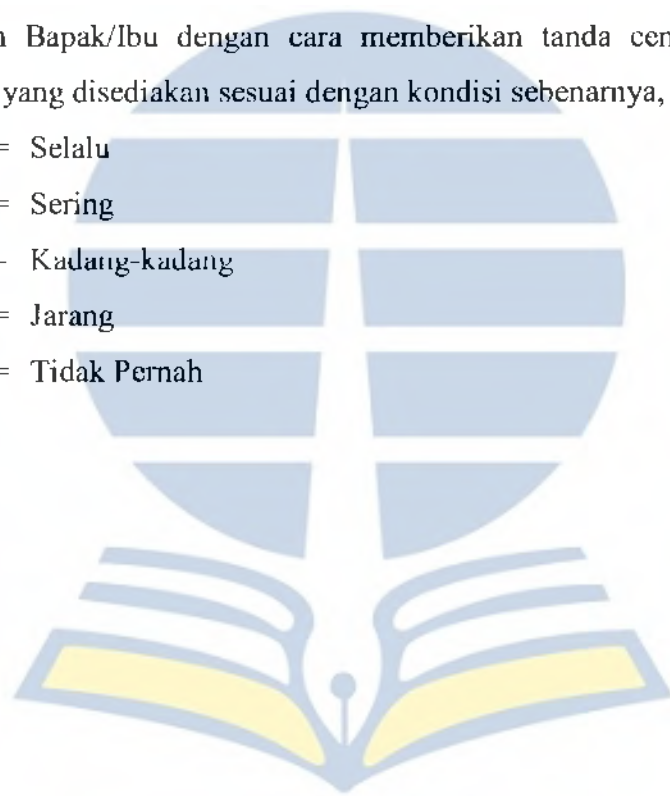 Bapak/Ibu dengan cara memberikan tanda
yang disediakan sesuai dengan kondisi sebenarnya,
= Selalu
= Sering
- Kadang-kadang
= Jarang
= Tidak Pernah